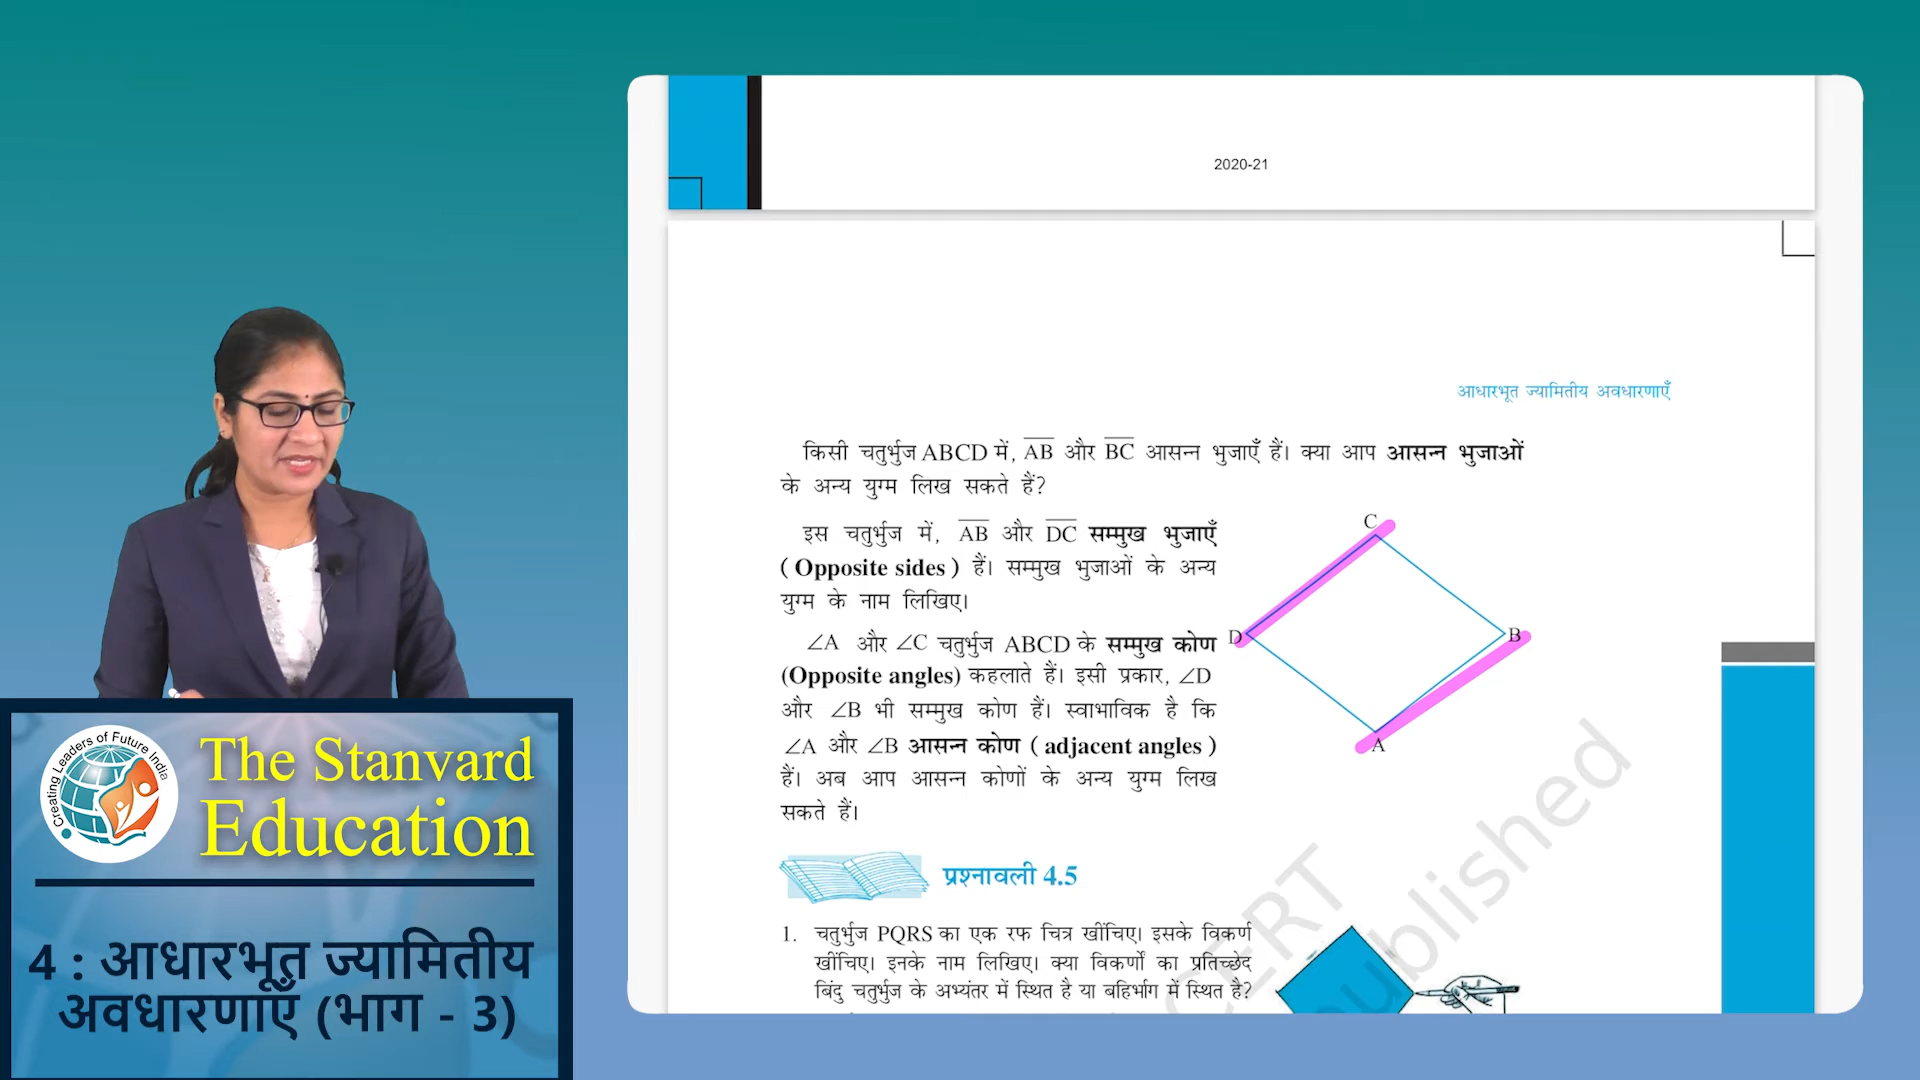 2020-21
आधारभूत ज्यामितीय अवधारणाएँ
किसी चतुर्भुज ABCD में, AB और BC आसन्न भुजाएँ हैं। क्या आप आसन्न भुजाओं
के अन्य युग्म लिख सकते हैं?
इस चतुर्भुज में, AB और DC सम्मुख भुजाएँ
( Opposite sides ) हैं। सम्मुख भुजाओं के अन्य
युग्म के नाम लिखिए।
∠A और ∠C चतुर्भुज ABCD के सम्मुख कोण
(Opposite angles) कहलाते हैं। इसी प्रकार, ∠D
और ∠B भी सम्मुख कोण हैं। स्वाभाविक है कि
∠A और ∠B आसन्न कोण ( adjacent angles )
हैं। अब आप आसन्न कोणों के अन्य युग्म लिख
सकते हैं।
C
D
B
A
प्रश्नावली 4.5
1. चतुर्भुज PQRS का एक रफ चित्र खींचिए। इसके विकर्ण
खींचिए। इनके नाम लिखिए। क्या विकर्णों का प्रतिच्छेद
बिंदु चतुर्भुज के अभ्यंतर में स्थित है या बहिर्भाग में स्थित है?
CERT
published
Creating Leaders of Future India
The Stanvard
Education
4 : आधारभूत ज्यामितीय
अवधारणाएँ (भाग - 3)